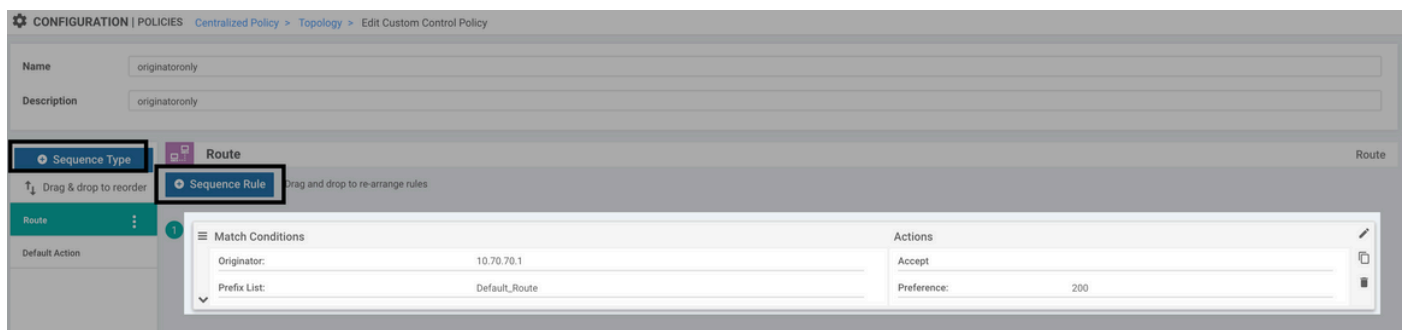 CONFIGURATION | POLICIES Centralized Policy > Topology > Edit Custom Control Policy
Name originatoronly
Description originatoronly
Sequence Type
Route Route
Drag & drop to reorder
Sequence Rule Drag and drop to re-arrange rules
Route
1
Match Conditions Actions
Default Action
Originator: 10.70.70.1 Accept
Prefix List: Default_Route Preference: 200